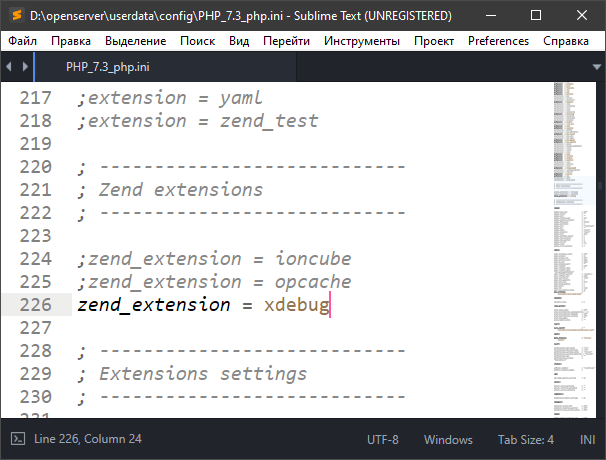 D:\openserver\userdata\config\PHP_7.3_php.ini - Sublime Text (UNREGISTERED)
Файл Правка Выделение Поиск Вид Перейти Инструменты Проект Preferences Справка
PHP_7.3_php.ini
217 ;extension = yaml
218 ;extension = zend_test
219
220 ; ----------------------------
221 ; Zend extensions
222 ; ----------------------------
223
224 ;zend_extension = ioncube
225 ;zend_extension = opcache
226 zend_extension = xdebug
227
228 ; ----------------------------
229 ; Extensions settings
230 ; ----------------------------
Line 226, Column 24 UTF-8 Windows Tab Size: 4 INI